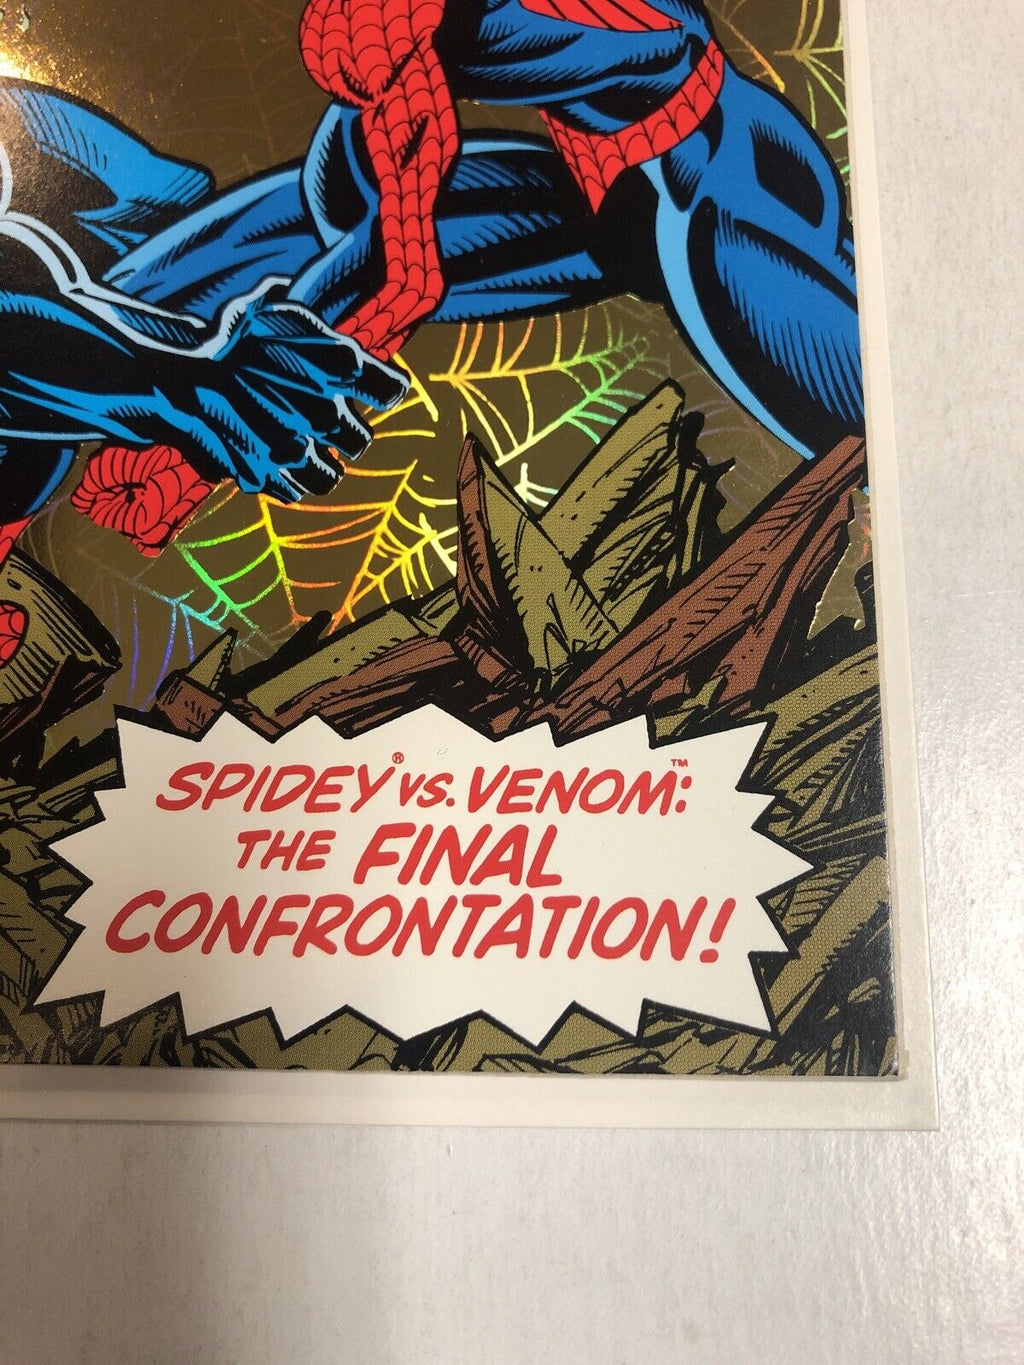 SPIDEY® VS. VENOM™:
THE FINAL
CONFRONTATION!